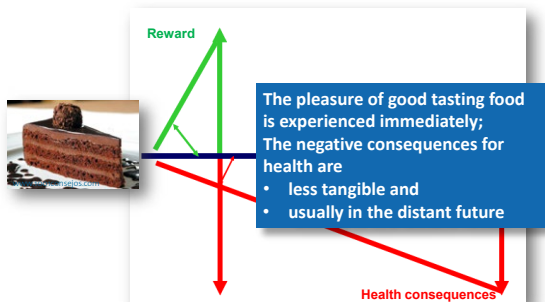 Reward
The pleasure of good tasting food
is experienced immediately;
The negative consequences for
health are
• less tangible and
• usually in the distant future
Health consequences